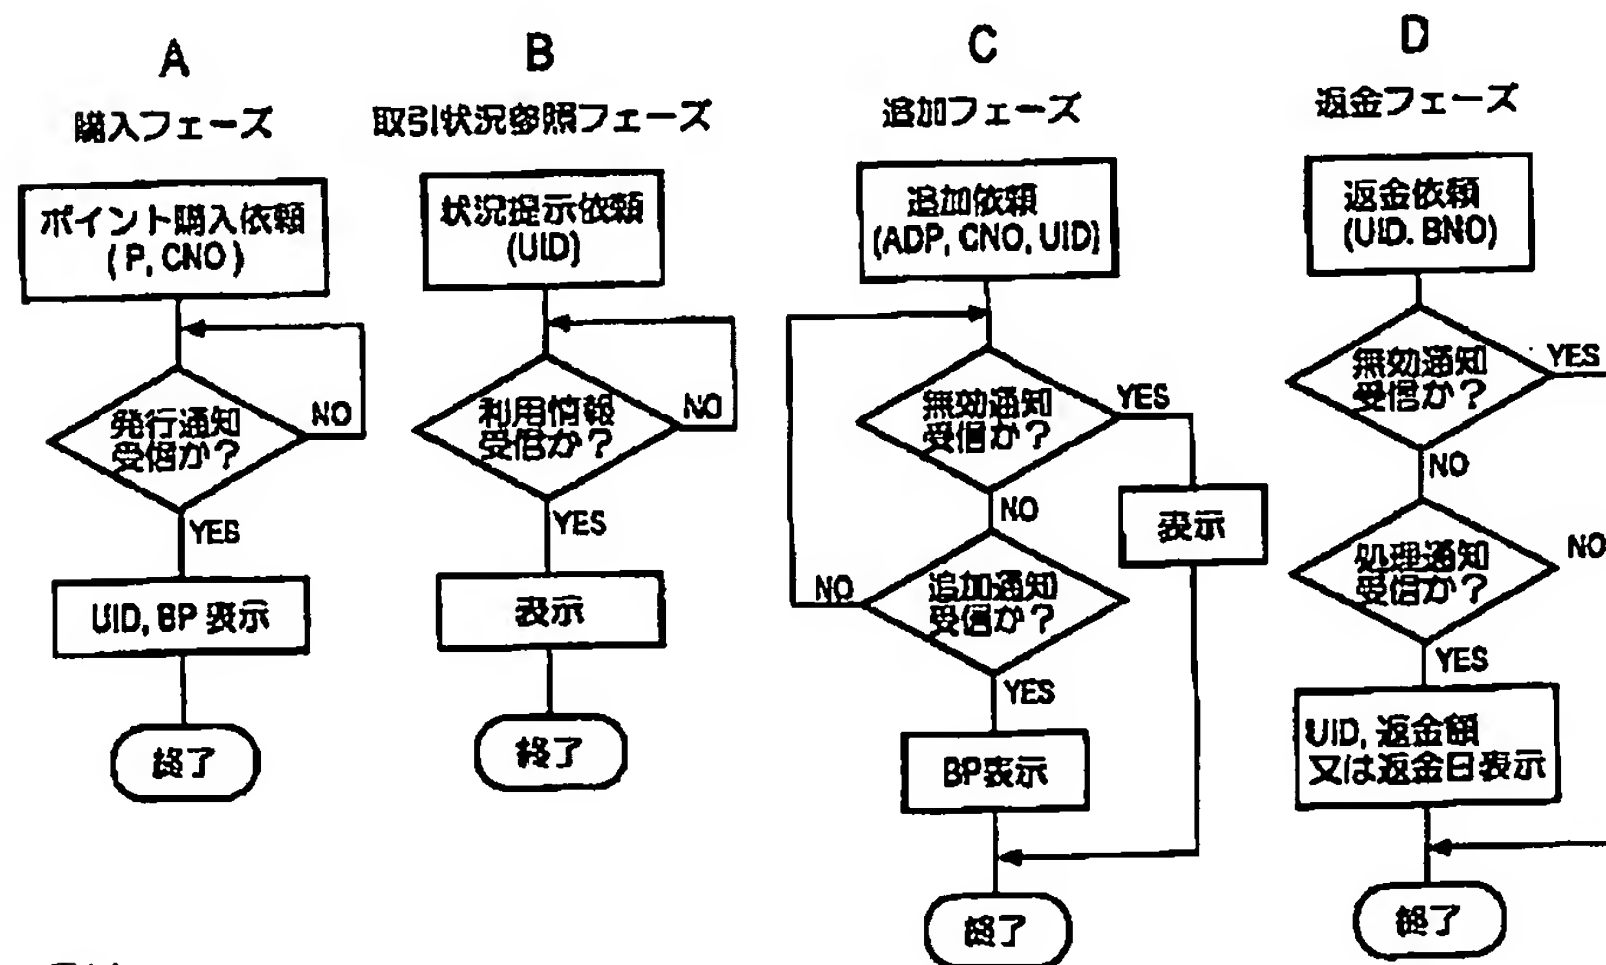 A
購入フェーズ
ポイント購入依頼
( P, CNO )
発行通知
受信か？
NO
YES
UID, BP 表示
終了
B
取引状況参照フェーズ
状況提示依頼
(UID)
利用情報
受信か？
NO
YES
表示
終了
C
追加フェーズ
追加依頼
(ADP, CNO, UID)
無効通知
受信か？
YES
NO
表示
追加通知
受信か？
NO
YES
BP表示
終了
D
返金フェーズ
返金依頼
(UID. BNO)
無効通知
受信か？
YES
NO
処理通知
受信か？
NO
YES
UID, 返金額
又は返金日表示
終了